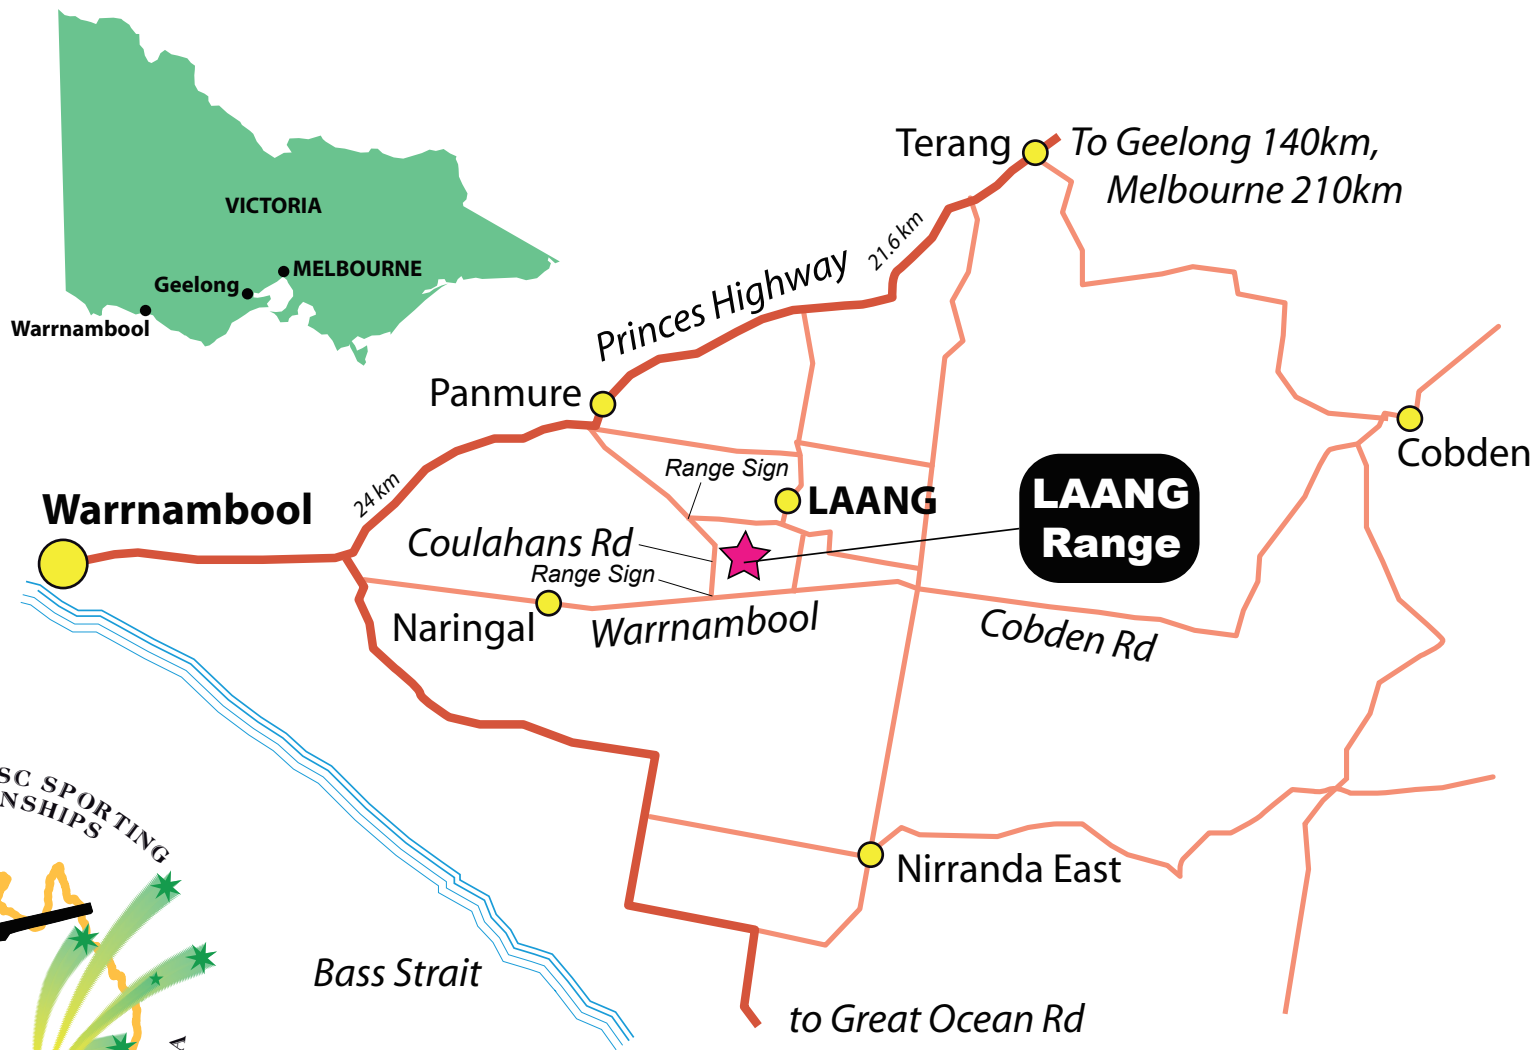 VICTORIA
MELBOURNE
Geelong
Warrnambool
Terang
To Geelong 140km,
Melbourne 210km
21.6 km
Princes Highway
Panmure
Cobden
Range Sign
LAANG
LAANG
Range
24 km
Warrnambool
Coulahans Rd
Range Sign
Naringal
Warrnambool
Cobden Rd
SC SPORTING
NSHIPS
Nirranda East
Bass Strait
to Great Ocean Rd